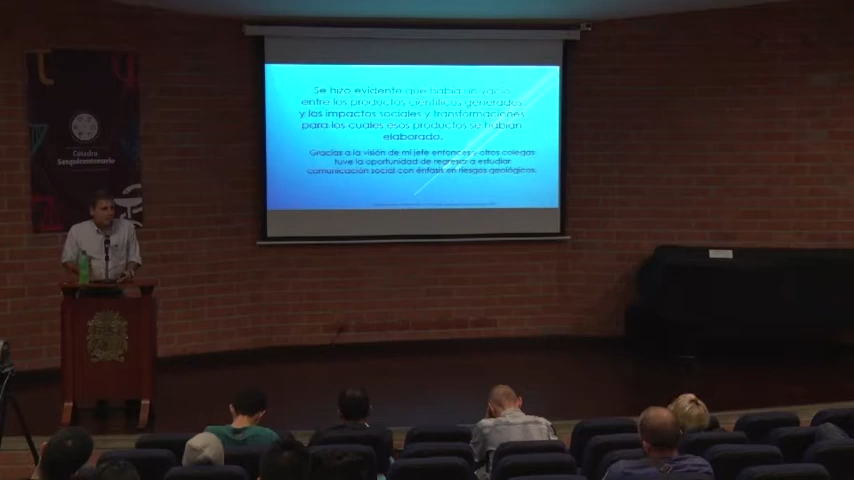 Cátedra
Sesquicentenario
Se hizo evidente que había un vacío
entre los productos científicos generados
y los impactos sociales y transformaciones
para los cuales esos productos se habían
elaborado.
Gracias a la visión de mi jefe entonces y otros colegas
tuve la oportunidad de regresar a estudiar
comunicación social con énfasis en riesgos geológicos.